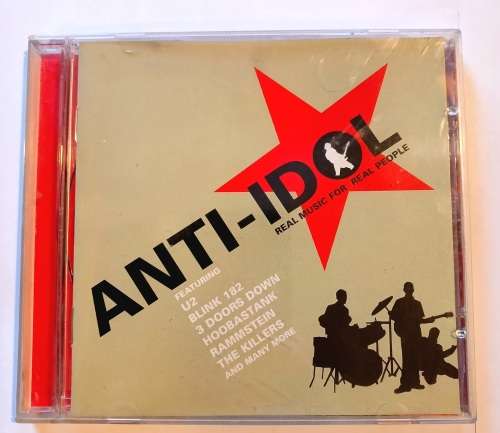 ANTI-IDOL
REAL MUSIC FOR REAL PEOPLE
FEATURING
U2
BLINK 182
3 DOORS DOWN
HOOBASTANK
RAMMSTEIN
THE KILLERS
AND MANY MORE